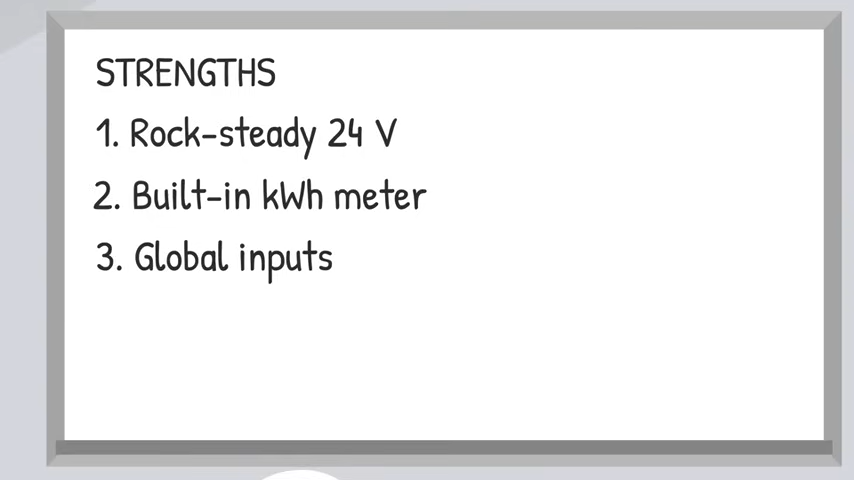 STRENGTHS
1. Rock-steady 24 V
2. Built-in kWh meter
3. Global inputs